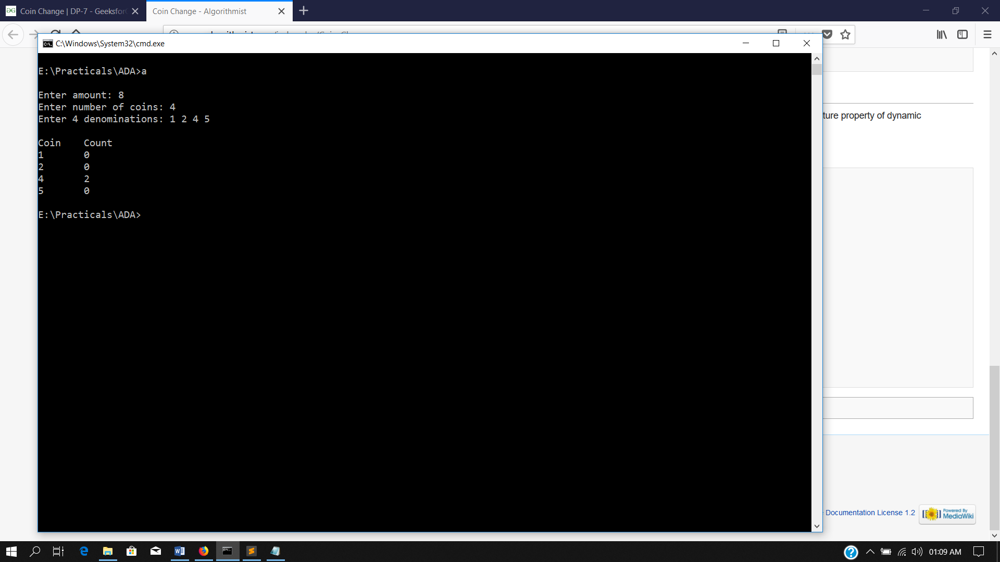 Coin Change | DP-7 - Geeksfor
Coin Change - Algorithmist
C:\Windows\System32\cmd.exe
E:\Practicals\ADA>a
Enter amount: 8
Enter number of coins: 4
Enter 4 denominations: 1 2 4 5
Coin Count
1 0
2 0
4 2
5 0
E:\Practicals\ADA>
ture property of dynamic
Documentation License 1.2
Powered By
MediaWiki
01:09 AM